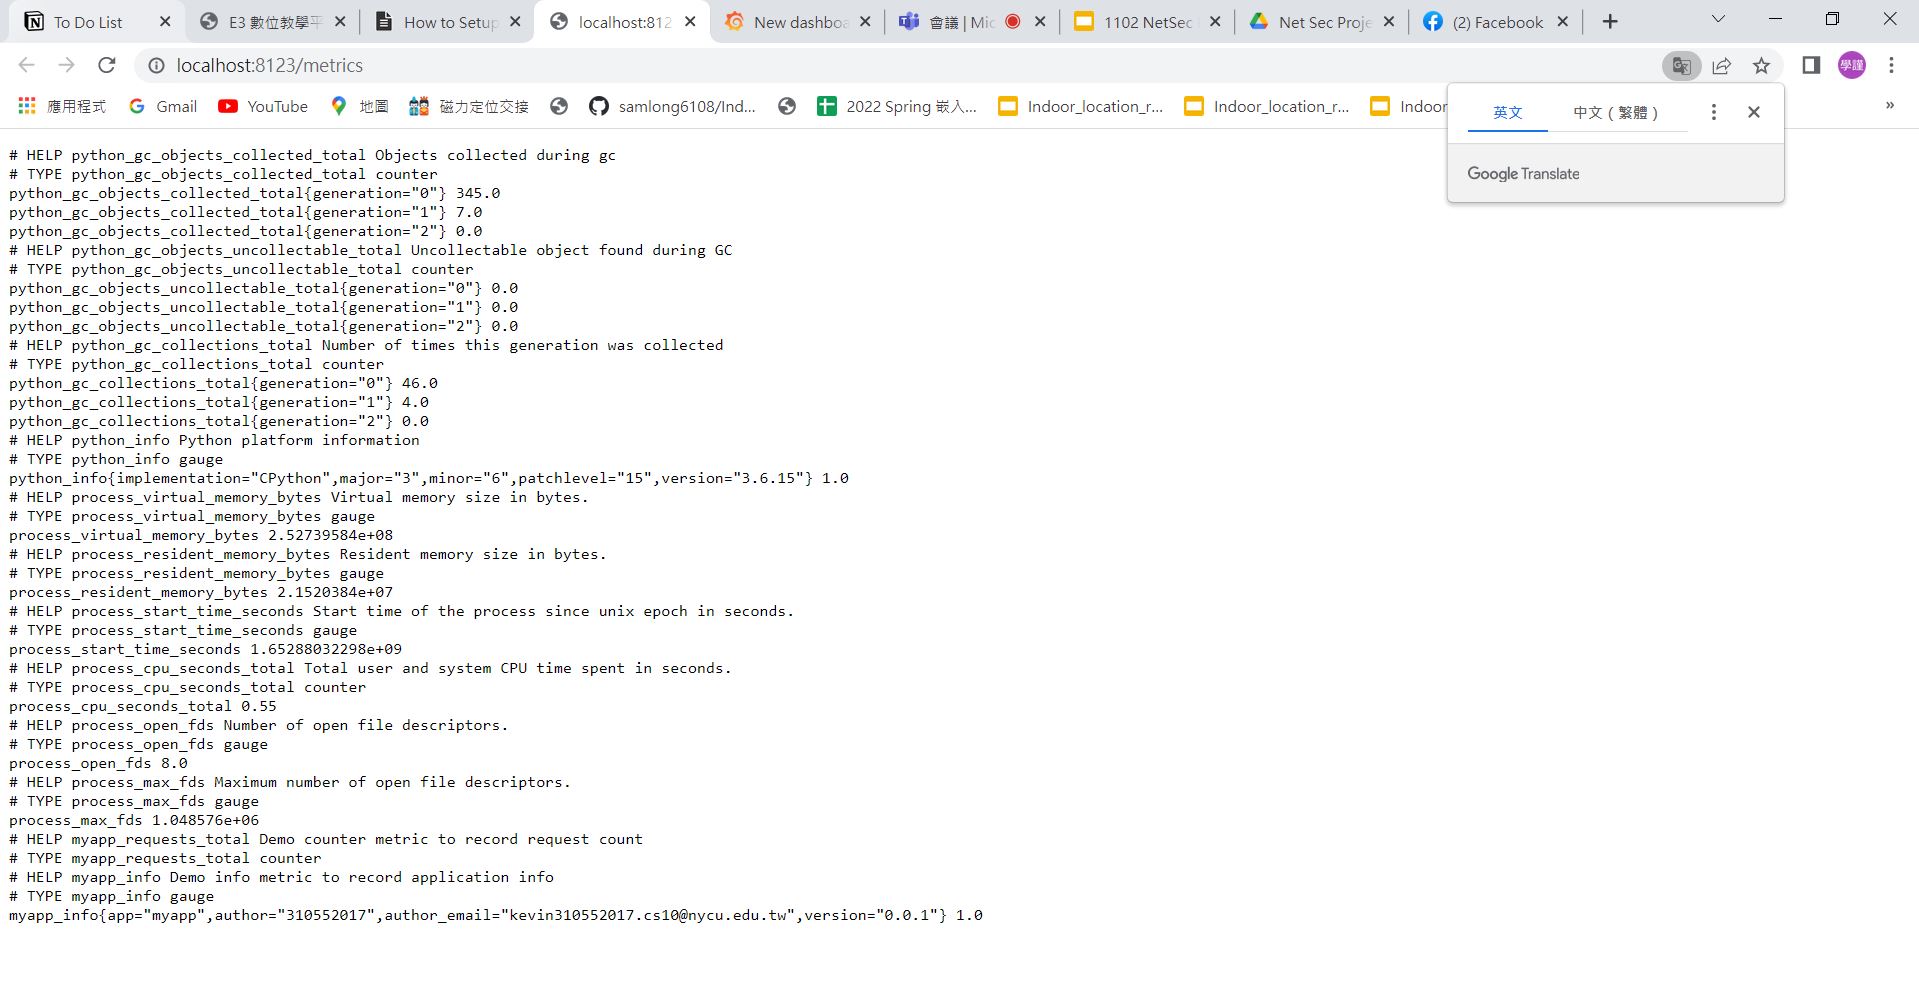 To Do List
E3 數位教學平
How to Setup
localhost:812
New dashboa
會議 | Mic
1102 NetSec
Net Sec Proje
(2) Facebook
localhost:8123/metrics
學謹
應用程式
Gmail
YouTube
地圖
磁力定位交接
samlong6108/Ind...
2022 Spring 嵌入...
Indoor_location_r...
Indoor_location_r...
Indoor
»
英文
中文（繁體）
Google Translate
# HELP python_gc_objects_collected_total Objects collected during gc
# TYPE python_gc_objects_collected_total counter
python_gc_objects_collected_total{generation="0"} 345.0
python_gc_objects_collected_total{generation="1"} 7.0
python_gc_objects_collected_total{generation="2"} 0.0
# HELP python_gc_objects_uncollectable_total Uncollectable object found during GC
# TYPE python_gc_objects_uncollectable_total counter
python_gc_objects_uncollectable_total{generation="0"} 0.0
python_gc_objects_uncollectable_total{generation="1"} 0.0
python_gc_objects_uncollectable_total{generation="2"} 0.0
# HELP python_gc_collections_total Number of times this generation was collected
# TYPE python_gc_collections_total counter
python_gc_collections_total{generation="0"} 46.0
python_gc_collections_total{generation="1"} 4.0
python_gc_collections_total{generation="2"} 0.0
# HELP python_info Python platform information
# TYPE python_info gauge
python_info{implementation="CPython",major="3",minor="6",patchlevel="15",version="3.6.15"} 1.0
# HELP process_virtual_memory_bytes Virtual memory size in bytes.
# TYPE process_virtual_memory_bytes gauge
process_virtual_memory_bytes 2.52739584e+08
# HELP process_resident_memory_bytes Resident memory size in bytes.
# TYPE process_resident_memory_bytes gauge
process_resident_memory_bytes 2.1520384e+07
# HELP process_start_time_seconds Start time of the process since unix epoch in seconds.
# TYPE process_start_time_seconds gauge
process_start_time_seconds 1.65288032298e+09
# HELP process_cpu_seconds_total Total user and system CPU time spent in seconds.
# TYPE process_cpu_seconds_total counter
process_cpu_seconds_total 0.55
# HELP process_open_fds Number of open file descriptors.
# TYPE process_open_fds gauge
process_open_fds 8.0
# HELP process_max_fds Maximum number of open file descriptors.
# TYPE process_max_fds gauge
process_max_fds 1.048576e+06
# HELP myapp_requests_total Demo counter metric to record request count
# TYPE myapp_requests_total counter
# HELP myapp_info Demo info metric to record application info
# TYPE myapp_info gauge
myapp_info{app="myapp",author="310552017",author_email="kevin310552017.cs10@nycu.edu.tw",version="0.0.1"} 1.0